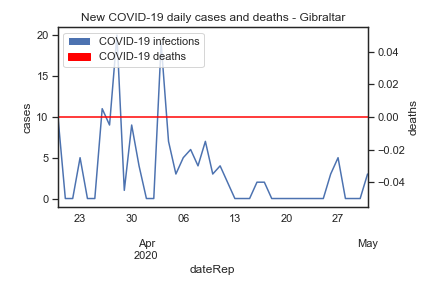 New COVID-19 daily cases and deaths - Gibraltar
COVID-19 infections
COVID-19 deaths
20
15
10
5
0
cases
0.04
0.02
0.00
−0.02
−0.04
deaths
23 30 06 13 20 27
Apr May
2020
dateRep